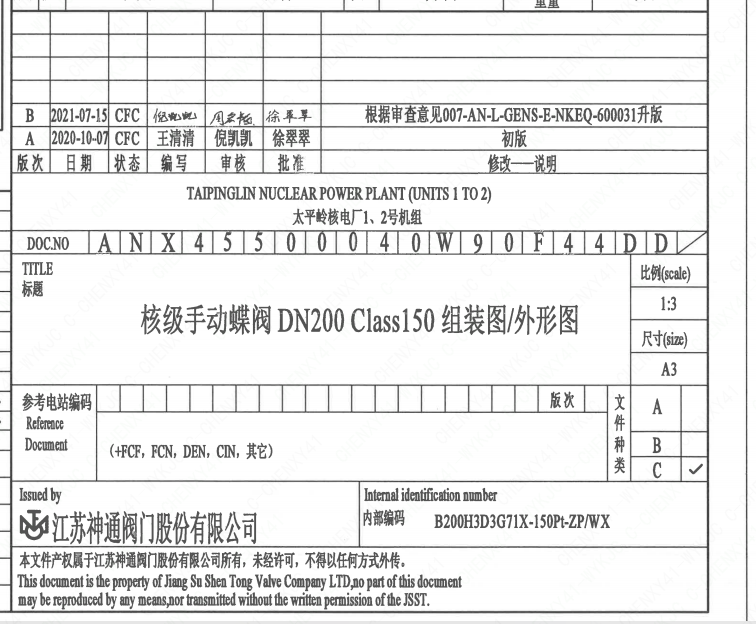 B 2021-07-15 CFC 根据审查意见007-AN-L-GENS-E-NKEQ-600031升版
A 2020-10-07 CFC 王清清 倪凯凯 徐翠翠 初版
版次 日期 状态 编写 审核 批准 修改——说明
TAIPINGLIN NUCLEAR POWER PLANT (UNITS 1 TO 2)
太平岭核电厂1、2号机组
DOC.NO A N X 4 5 5 0 0 0 4 0 W 9 0 F 4 4 D D
TITLE
标题
核级手动蝶阀 DN200 Class150 组装图/外形图
比例(scale)
1:3
尺寸(size)
A3
参考电站编码
Reference
Document
版次
(+FCF, FCN, DEN, CIN, 其它)
文件种类
A
B
C ✓
Issued by
江苏神通阀门股份有限公司
Internal identification number
内部编码 B200H3D3G71X-150Pt-ZP/WX
本文件产权属于江苏神通阀门股份有限公司所有，未经许可，不得以任何方式外传。
This document is the property of Jiang Su Shen Tong Valve Company LTD,no part of this document
may be reproduced by any means,nor transmitted without the written permission of the JSST.